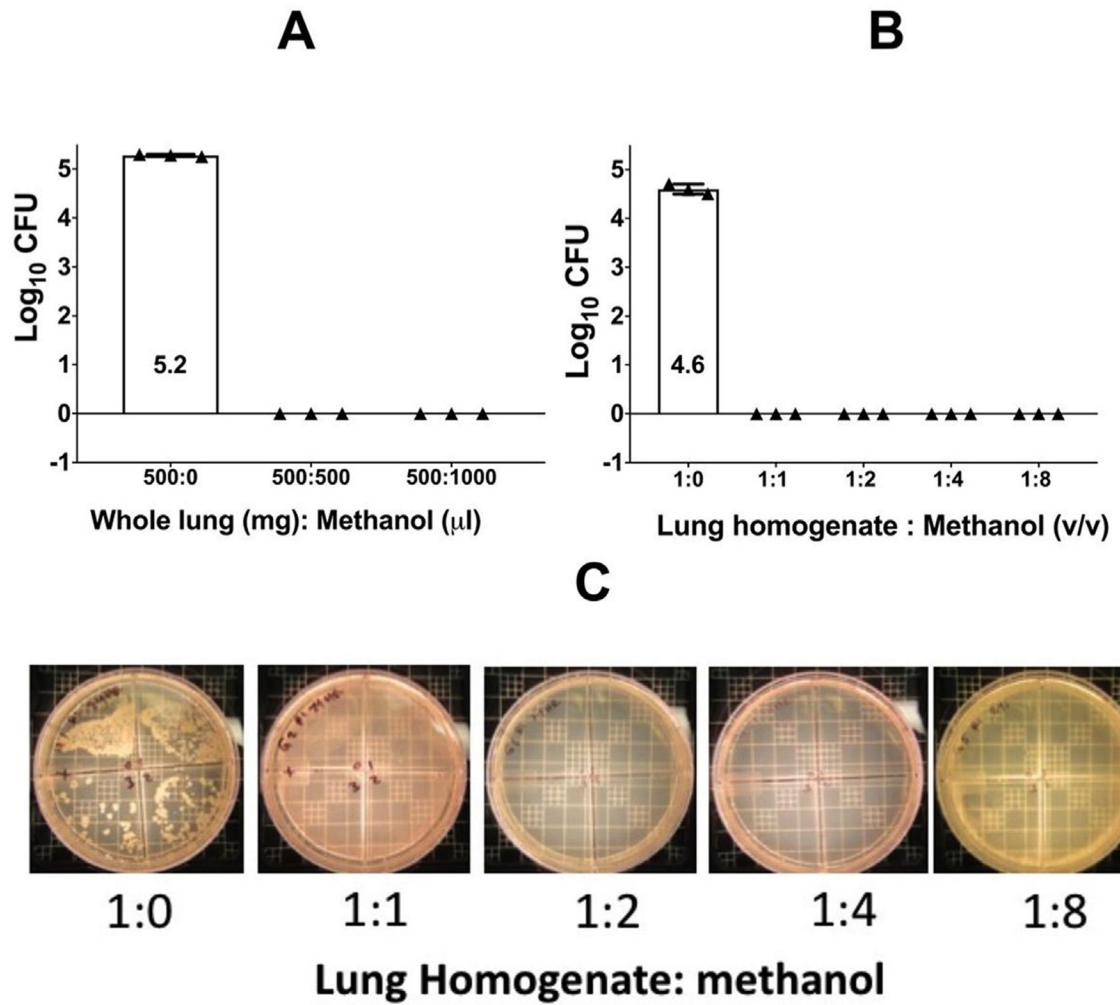 A
B
Log10 CFU
5
4
3
2
1
0
-1
5.2
500:0 500:500 500:1000
Whole lung (mg): Methanol (μl)
Log10 CFU
5
4
3
2
1
0
-1
4.6
1:0 1:1 1:2 1:4 1:8
Lung homogenate : Methanol (v/v)
C
1:0 1:1 1:2 1:4 1:8
Lung Homogenate: methanol